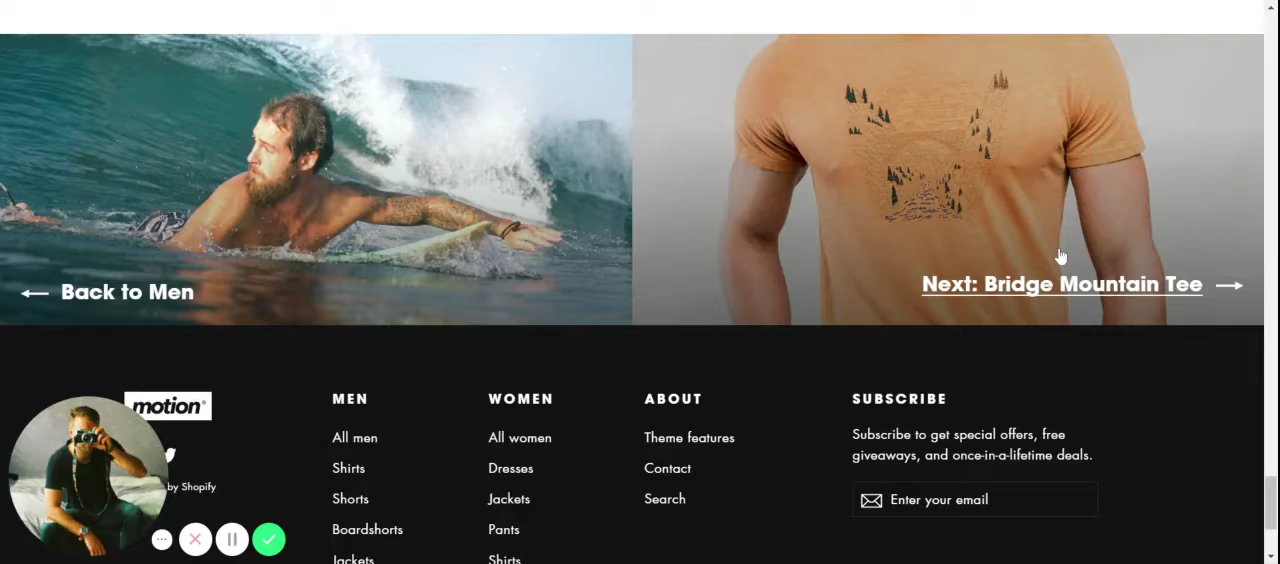 Back to Men
Next: Bridge Mountain Tee
motion
MEN
All men
Shirts
Shorts
Boardshorts
Jackets
WOMEN
All women
Dresses
Jackets
Pants
Shirts
ABOUT
Theme features
Contact
Search
SUBSCRIBE
Subscribe to get special offers, free
giveaways, and once-in-a-lifetime deals.
Enter your email
by Shopify